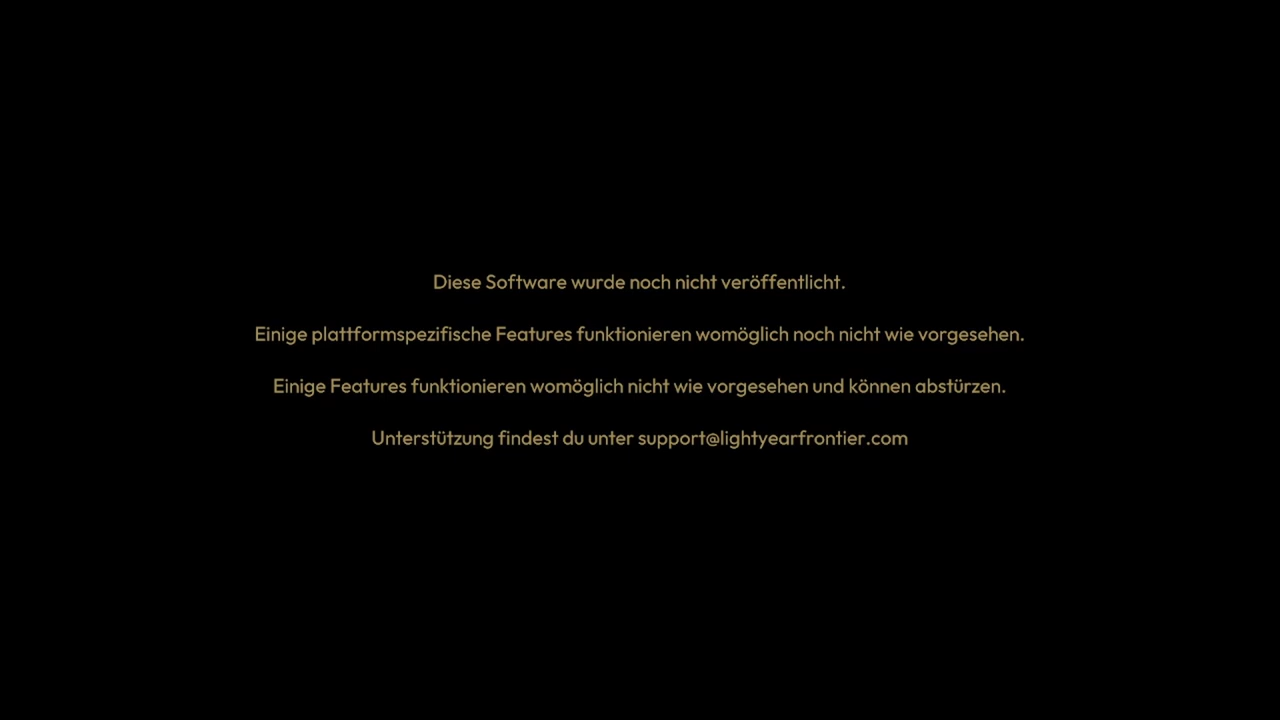 Diese Software wurde noch nicht veröffentlicht.
Einige plattformspezifische Features funktionieren womöglich noch nicht wie vorgesehen.
Einige Features funktionieren womöglich nicht wie vorgesehen und können abstürzen.
Unterstützung findest du unter support@lightyearfrontier.com